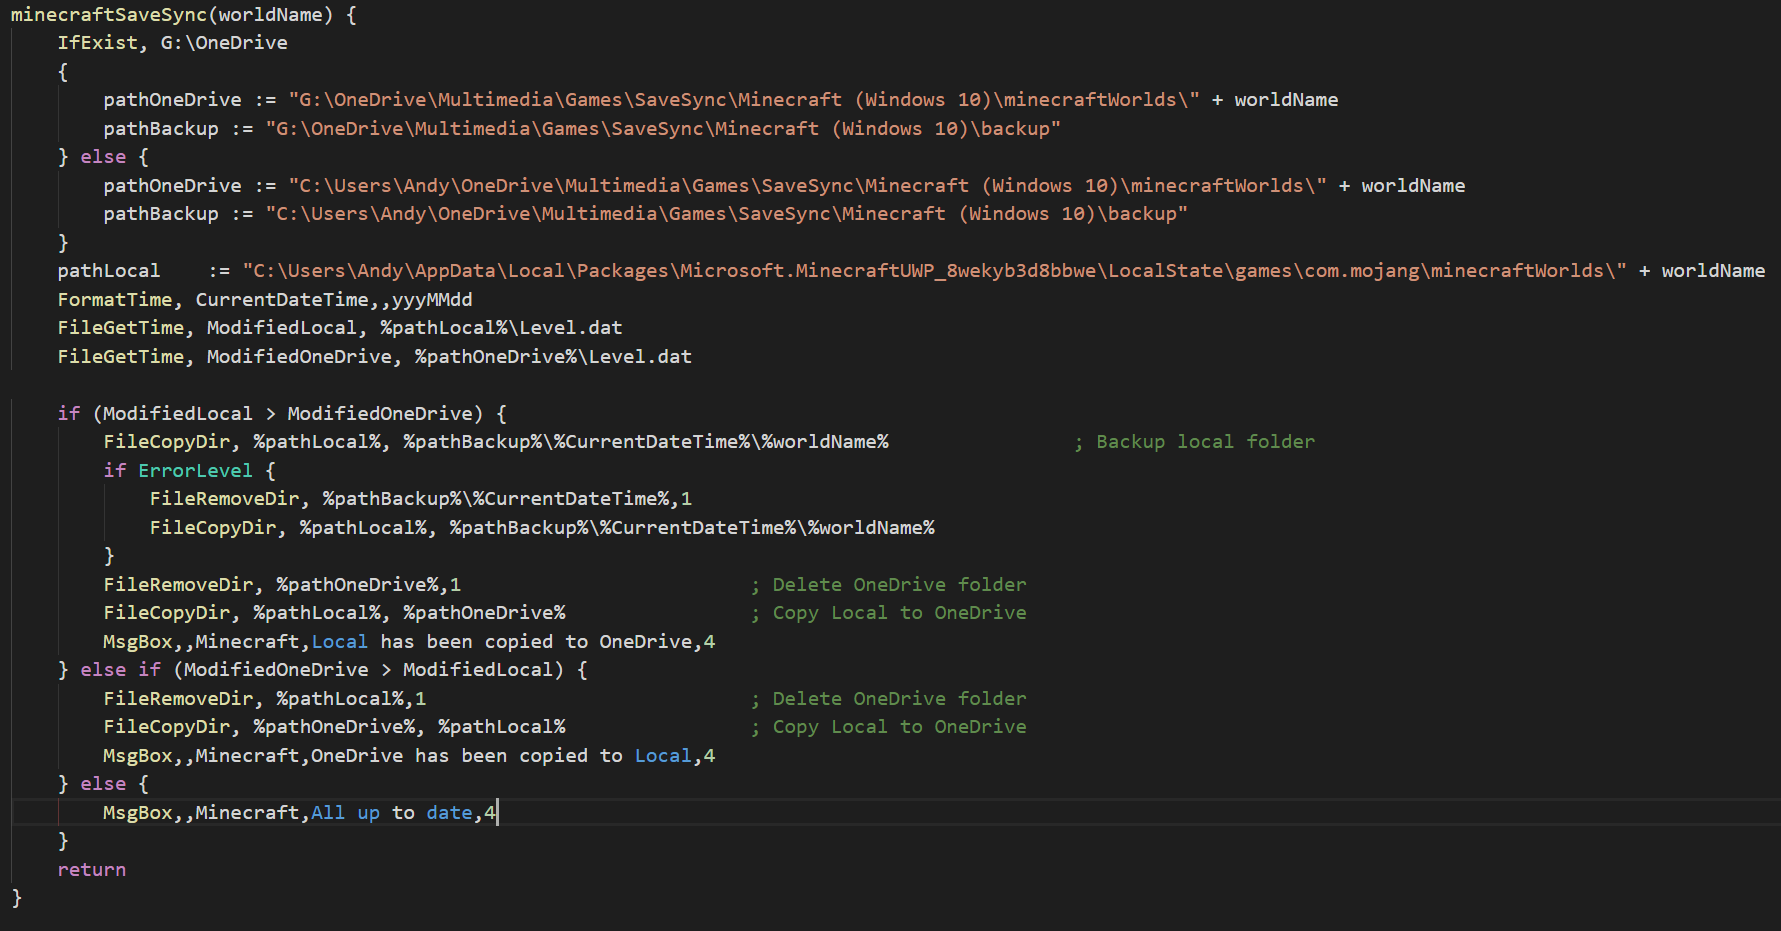 minecraftSaveSync(worldName) {
    IfExist, G:\OneDrive
    {
        pathOneDrive := "G:\OneDrive\Multimedia\Games\SaveSync\Minecraft (Windows 10)\minecraftWorlds\" + worldName
        pathBackup := "G:\OneDrive\Multimedia\Games\SaveSync\Minecraft (Windows 10)\backup"
    } else {
        pathOneDrive := "C:\Users\Andy\OneDrive\Multimedia\Games\SaveSync\Minecraft (Windows 10)\minecraftWorlds\" + worldName
        pathBackup := "C:\Users\Andy\OneDrive\Multimedia\Games\SaveSync\Minecraft (Windows 10)\backup"
    }
    pathLocal    := "C:\Users\Andy\AppData\Local\Packages\Microsoft.MinecraftUWP_8wekyb3d8bbwe\LocalState\games\com.mojang\minecraftWorlds\" + worldName
    FormatTime, CurrentDateTime,,yyyMMdd
    FileGetTime, ModifiedLocal, %pathLocal%\Level.dat
    FileGetTime, ModifiedOneDrive, %pathOneDrive%\Level.dat

    if (ModifiedLocal > ModifiedOneDrive) {
        FileCopyDir, %pathLocal%, %pathBackup%\%CurrentDateTime%\%worldName%                ; Backup local folder
        if ErrorLevel {
            FileRemoveDir, %pathBackup%\%CurrentDateTime%,1
            FileCopyDir, %pathLocal%, %pathBackup%\%CurrentDateTime%\%worldName%
        }
        FileRemoveDir, %pathOneDrive%,1                         ; Delete OneDrive folder
        FileCopyDir, %pathLocal%, %pathOneDrive%                ; Copy Local to OneDrive
        MsgBox,,Minecraft,Local has been copied to OneDrive,4
    } else if (ModifiedOneDrive > ModifiedLocal) {
        FileRemoveDir, %pathLocal%,1                            ; Delete OneDrive folder
        FileCopyDir, %pathOneDrive%, %pathLocal%                ; Copy Local to OneDrive
        MsgBox,,Minecraft,OneDrive has been copied to Local,4
    } else {
        MsgBox,,Minecraft,All up to date,4
    }
    return
}